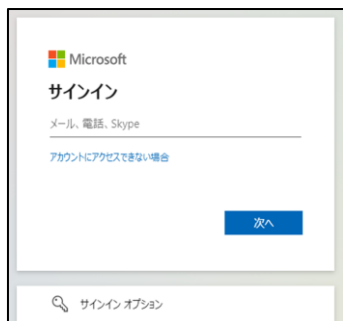 Microsoft
サインイン
メール、電話、Skype
アカウントにアクセスできない場合
次へ
サインイン オプション